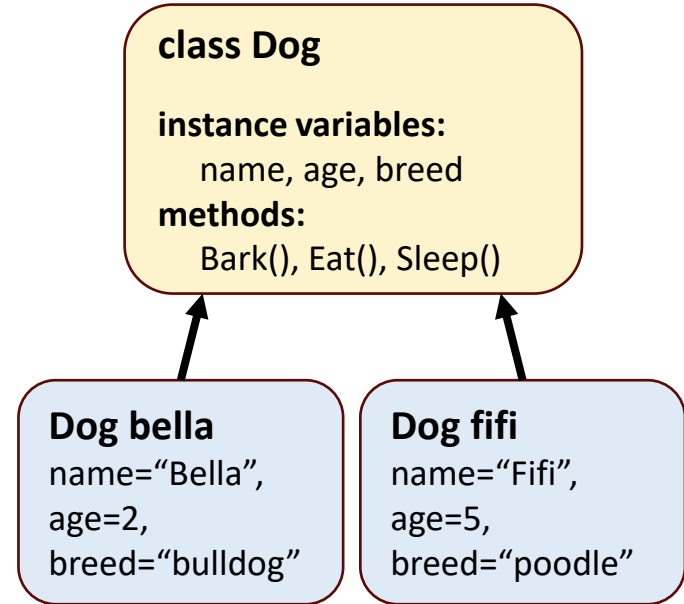 class Dog
instance variables:
name, age, breed
methods:
Bark(), Eat(), Sleep()
Dog bella
name=“Bella”,
age=2,
breed=“bulldog”
Dog fifi
name=“Fifi”,
age=5,
breed=“poodle”